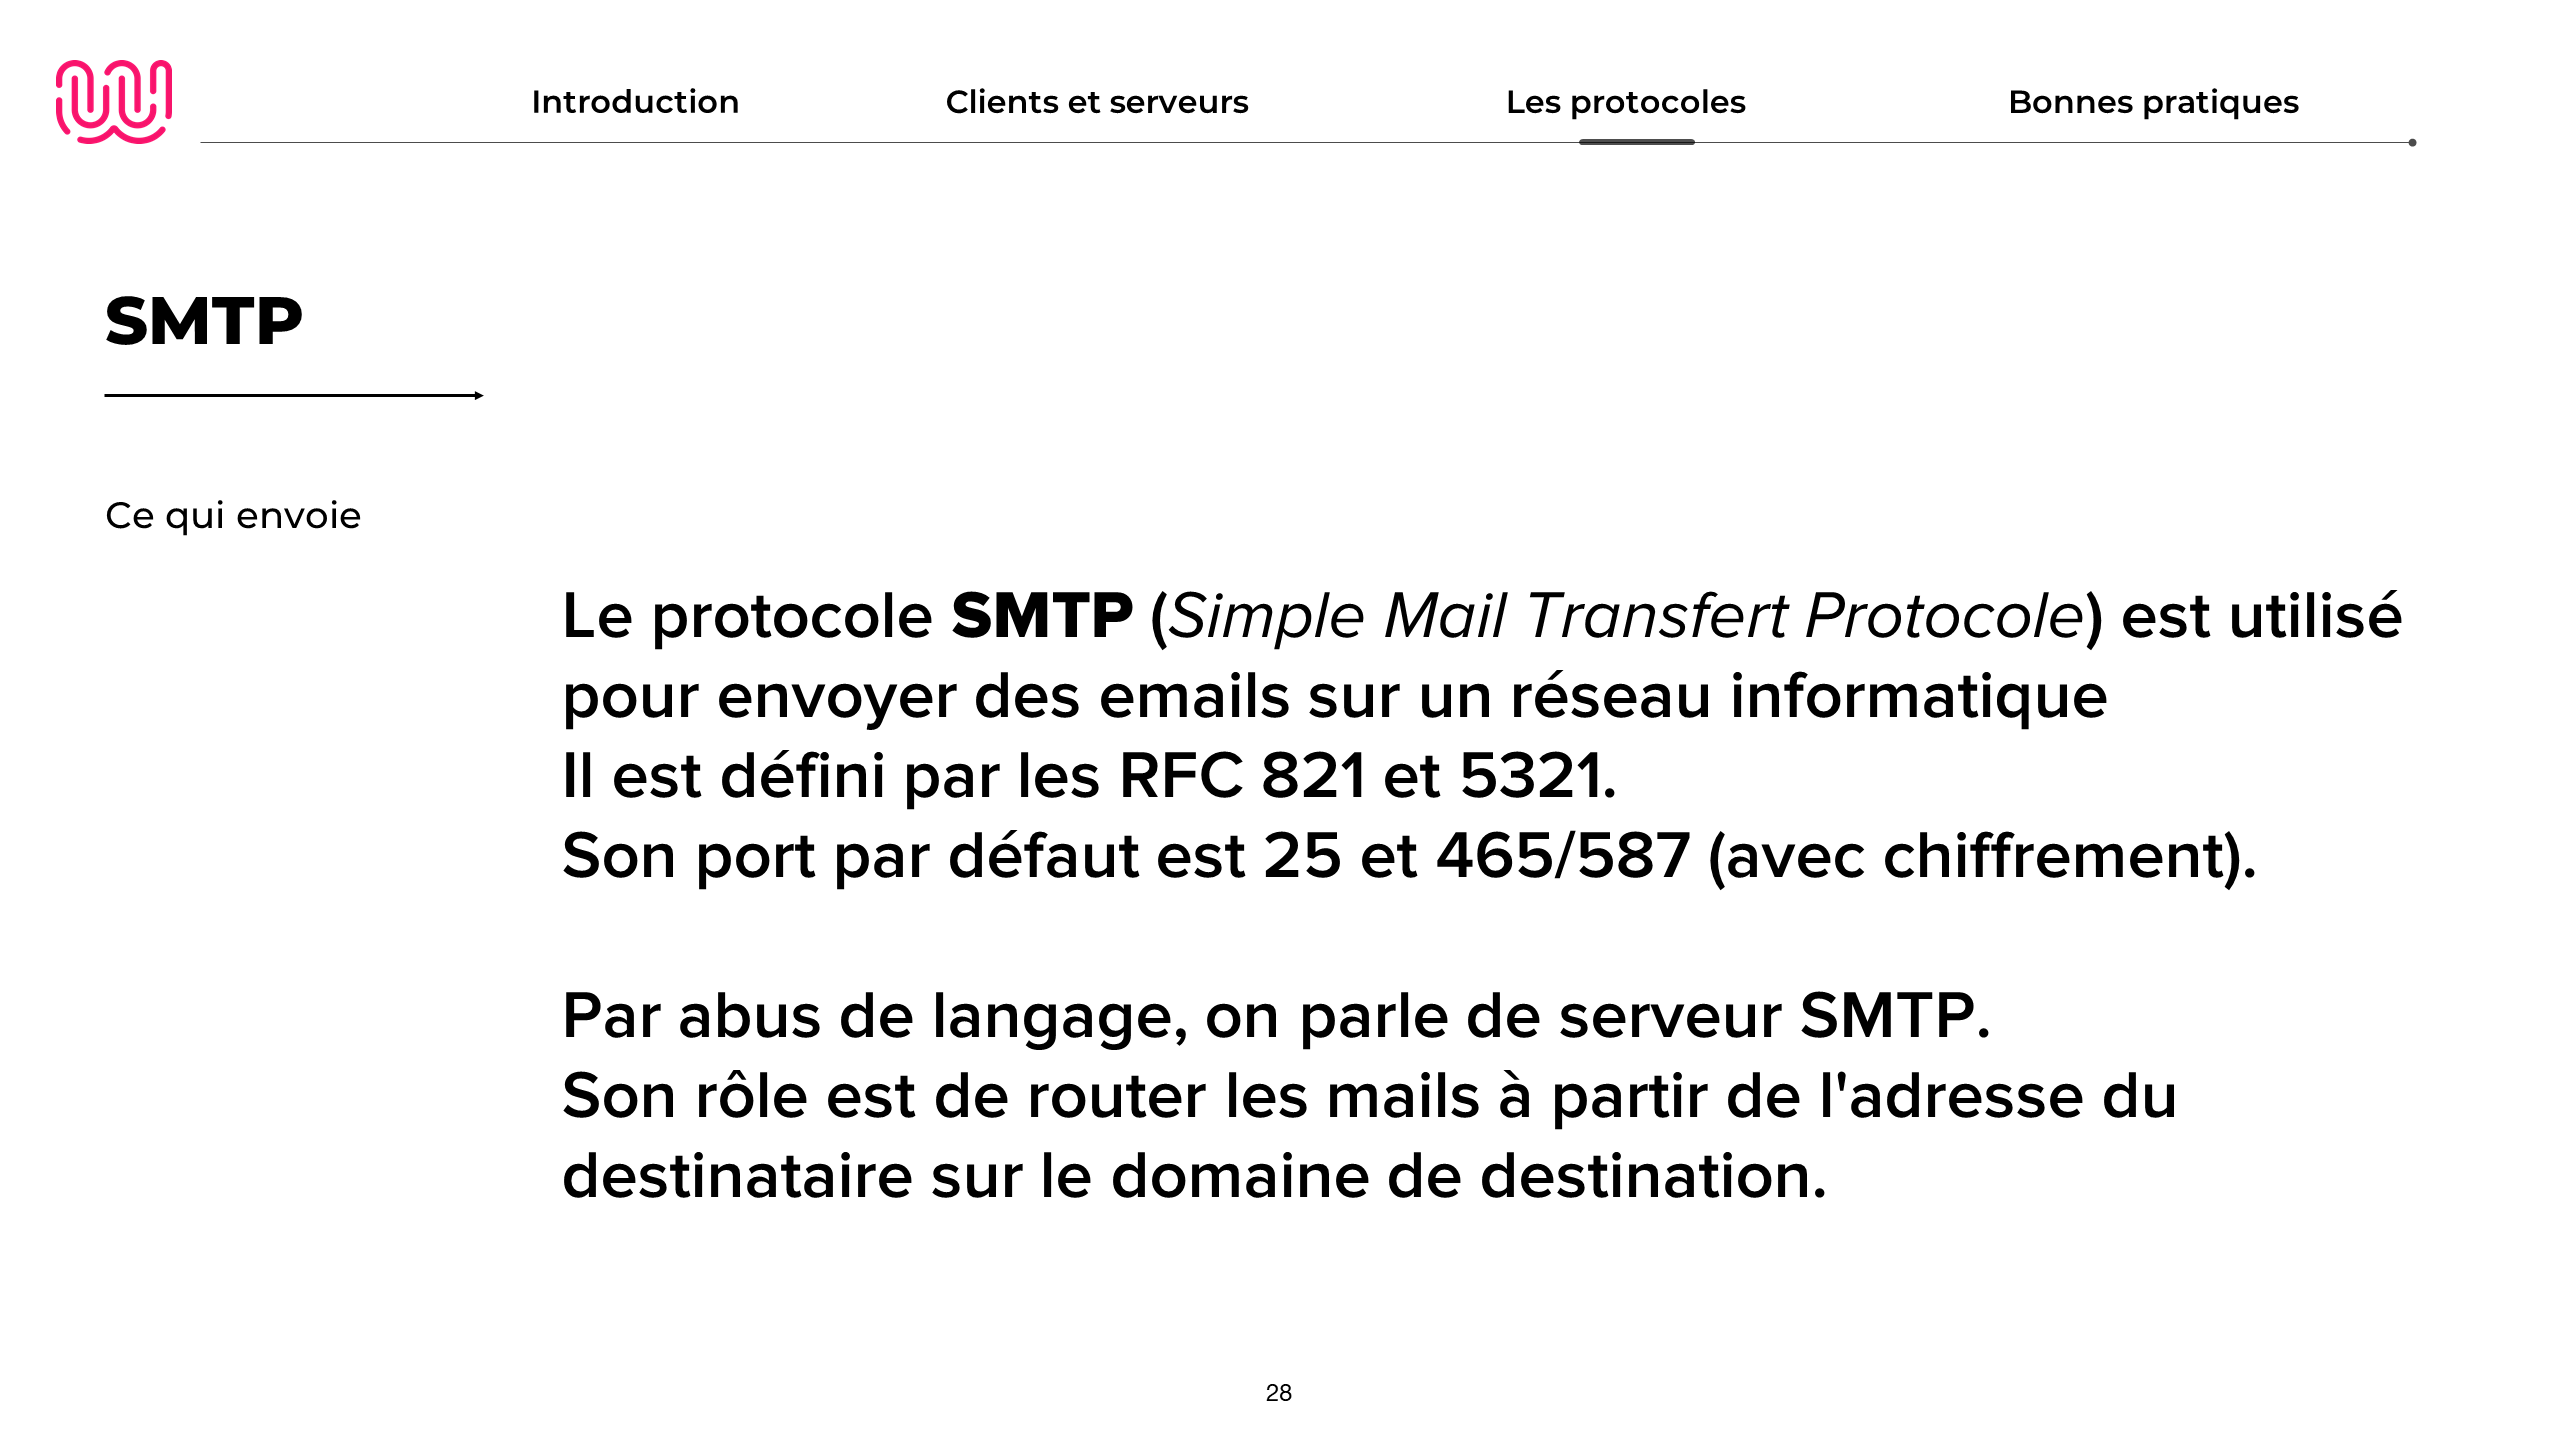 Introduction
Clients et serveurs
Les protocoles
Bonnes pratiques
SMTP
Ce qui envoie
Le protocole SMTP (Simple Mail Transfert Protocole) est utilisé
pour envoyer des emails sur un réseau informatique
Il est défini par les RFC 821 et 5321.
Son port par défaut est 25 et 465/587 (avec chiffrement).
Par abus de langage, on parle de serveur SMTP.
Son rôle est de router les mails à partir de l'adresse du
destinataire sur le domaine de destination.
28